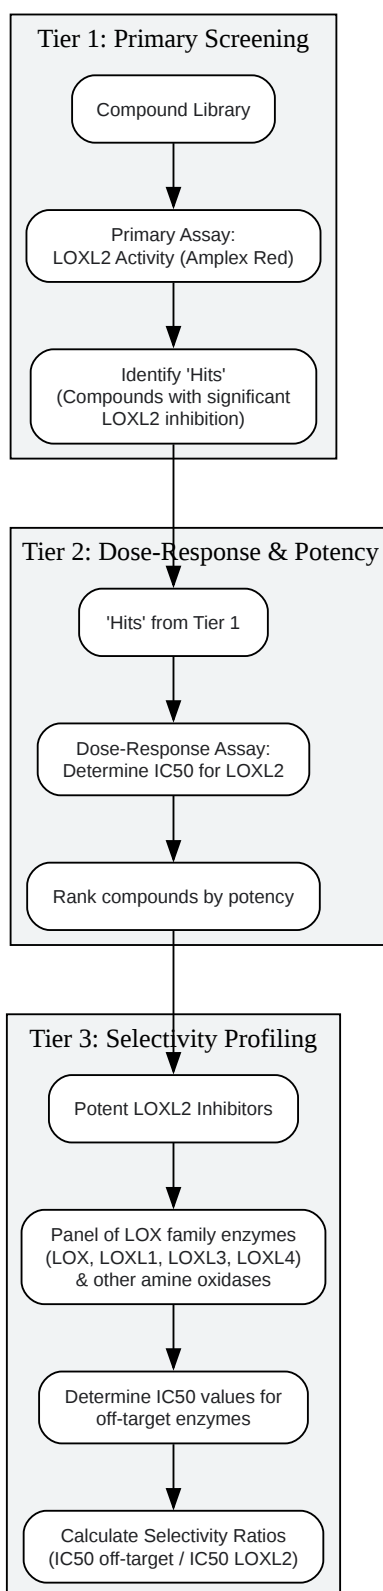 Tier 1: Primary Screening
Compound Library
Primary Assay:
LOXL2 Activity (Amplex Red)
Identify 'Hits'
(Compounds with significant
LOXL2 inhibition)
Tier 2: Dose-Response & Potency
'Hits' from Tier 1
Dose-Response Assay:
Determine IC50 for LOXL2
Rank compounds by potency
Tier 3: Selectivity Profiling
Potent LOXL2 Inhibitors
Panel of LOX family enzymes
(LOX, LOXL1, LOXL3, LOXL4)
& other amine oxidases
Determine IC50 values for
off-target enzymes
Calculate Selectivity Ratios
(IC50 off-target / IC50 LOXL2)